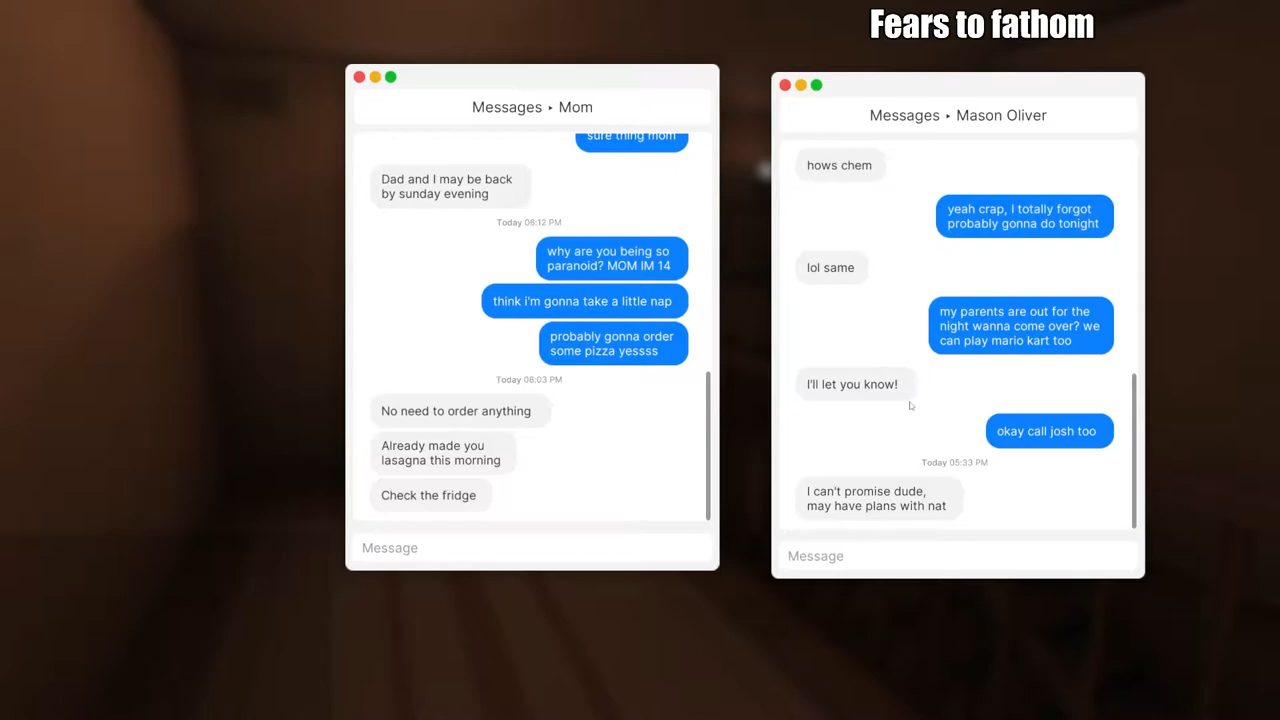 Fears to fathom
Messages ▸ Mom
sure thing mom
Dad and I may be back
by sunday evening
Today 06:12 PM
why are you being so
paranoid? MOM IM 14
think i'm gonna take a little nap
probably gonna order
some pizza yessss
Today 08:03 PM
No need to order anything
Already made you
lasagna this morning
Check the fridge
Message
Messages ▸ Mason Oliver
hows chem
yeah crap, I totally forgot
probably gonna do tonight
lol same
my parents are out for the
night wanna come over? we
can play mario kart too
I'll let you know!
okay call josh too
Today 05:33 PM
I can't promise dude,
may have plans with nat
Message